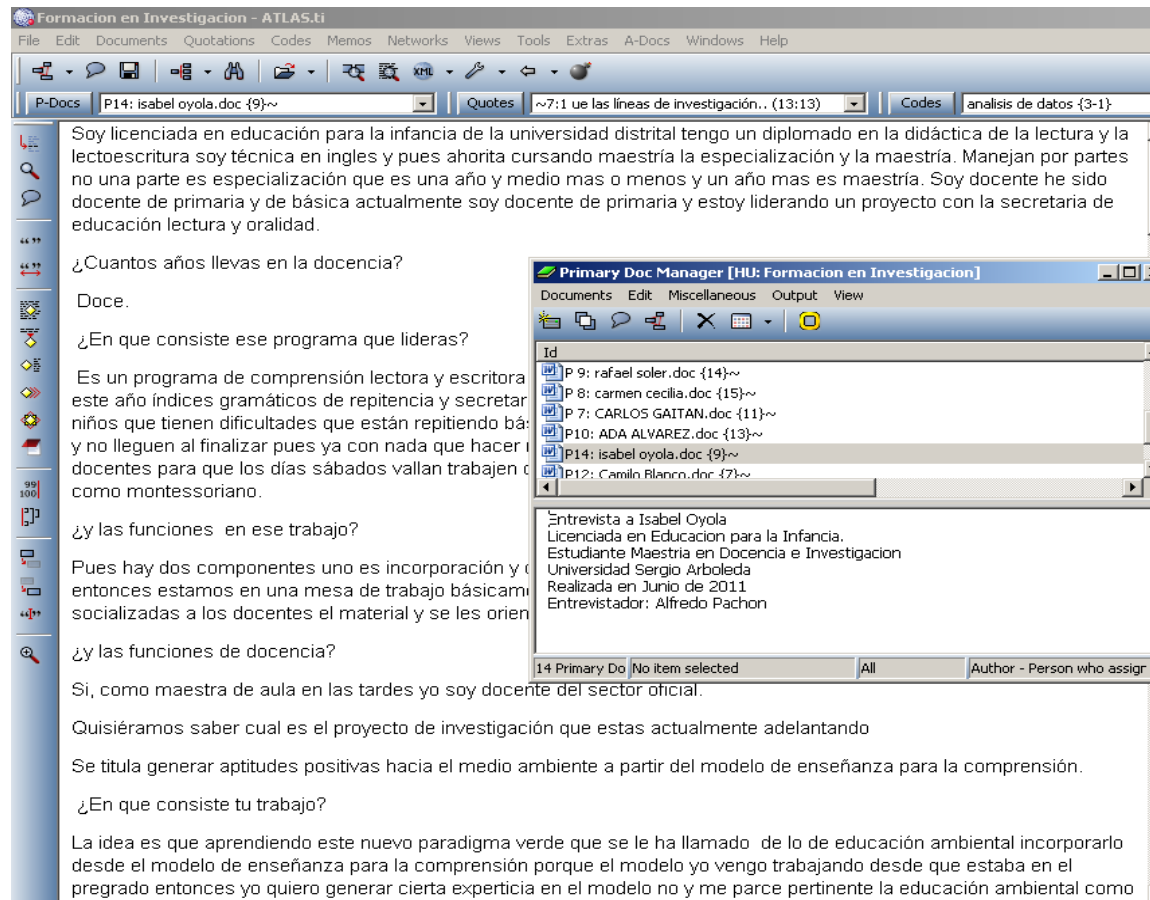 Formacion en Investigacion - ATLAS.ti
File Edit Documents Quotations Codes Memos Networks Views Tools Extras A-Docs Windows Help
XML
P-Docs P14: isabel oyola.doc {9}~ Quotes ~7:1 ue las líneas de investigación.. (13:13) Codes analisis de datos {3-1}
Soy licenciada en educación para la infancia de la universidad distrital tengo un diplomado en la didáctica de la lectura y la
lectoescritura soy técnica en ingles y pues ahorita cursando maestría la especialización y la maestría. Manejan por partes
no una parte es especialización que es una año y medio mas o menos y un año mas es maestría. Soy docente he sido
docente de primaria y de básica actualmente soy docente de primaria y estoy liderando un proyecto con la secretaria de
educación lectura y oralidad.
¿Cuantos años llevas en la docencia?
Doce.
¿En que consiste ese programa que lideras?
Es un programa de comprensión lectora y escritora
este año índices gramáticos de repitencia y secretar
niños que tienen dificultades que están repitiendo bás
y no lleguen al finalizar pues ya con nada que hacer
docentes para que los días sábados vallan trabajen
como montessoriano.
¿y las funciones en ese trabajo?
Pues hay dos componentes uno es incorporación y
entonces estamos en una mesa de trabajo básicam
socializadas a los docentes el material y se les orien
¿y las funciones de docencia?
Si, como maestra de aula en las tardes yo soy docente del sector oficial.
Quisiéramos saber cual es el proyecto de investigación que estas actualmente adelantando
Se titula generar aptitudes positivas hacia el medio ambiente a partir del modelo de enseñanza para la comprensión.
¿En que consiste tu trabajo?
La idea es que aprendiendo este nuevo paradigma verde que se le ha llamado de lo de educación ambiental incorporarlo
desde el modelo de enseñanza para la comprensión porque el modelo yo vengo trabajando desde que estaba en el
pregrado entonces yo quiero generar cierta experticia en el modelo no y me parce pertinente la educación ambiental como
Primary Doc Manager [HU: Formacion en Investigacion]
Documents Edit Miscellaneous Output View
Id
P 9: rafael soler.doc {14}~
P 8: carmen cecilia.doc {15}~
P 7: CARLOS GAITAN.doc {11}~
P10: ADA ALVAREZ.doc {13}~
P14: isabel oyola.doc {9}~
P12: Camilo Blanco.doc {7}~
Entrevista a Isabel Oyola
Licenciada en Educacion para la Infancia.
Estudiante Maestria en Docencia e Investigacion
Universidad Sergio Arboleda
Realizada en Junio de 2011
Entrevistador: Alfredo Pachon
14 Primary Do No item selected All Author - Person who assigr